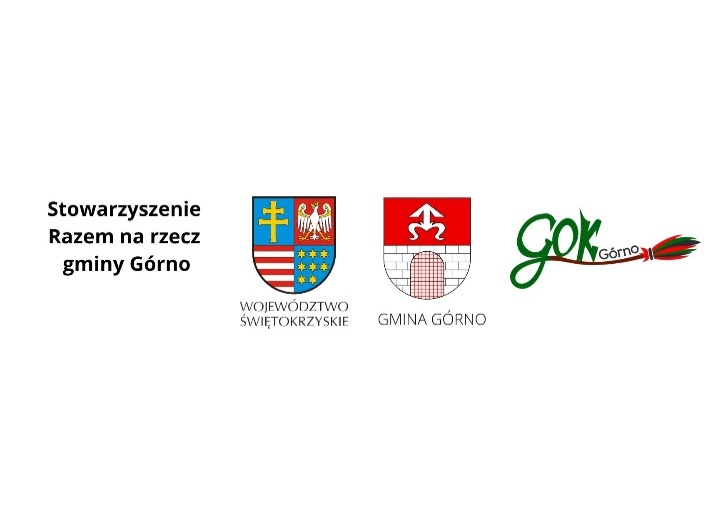 Stowarzyszenie
Razem na rzecz
gminy Górno
WOJEWÓDZTWO
ŚWIĘTOKRZYSKIE
GMINA GÓRNO
GOK
Górno